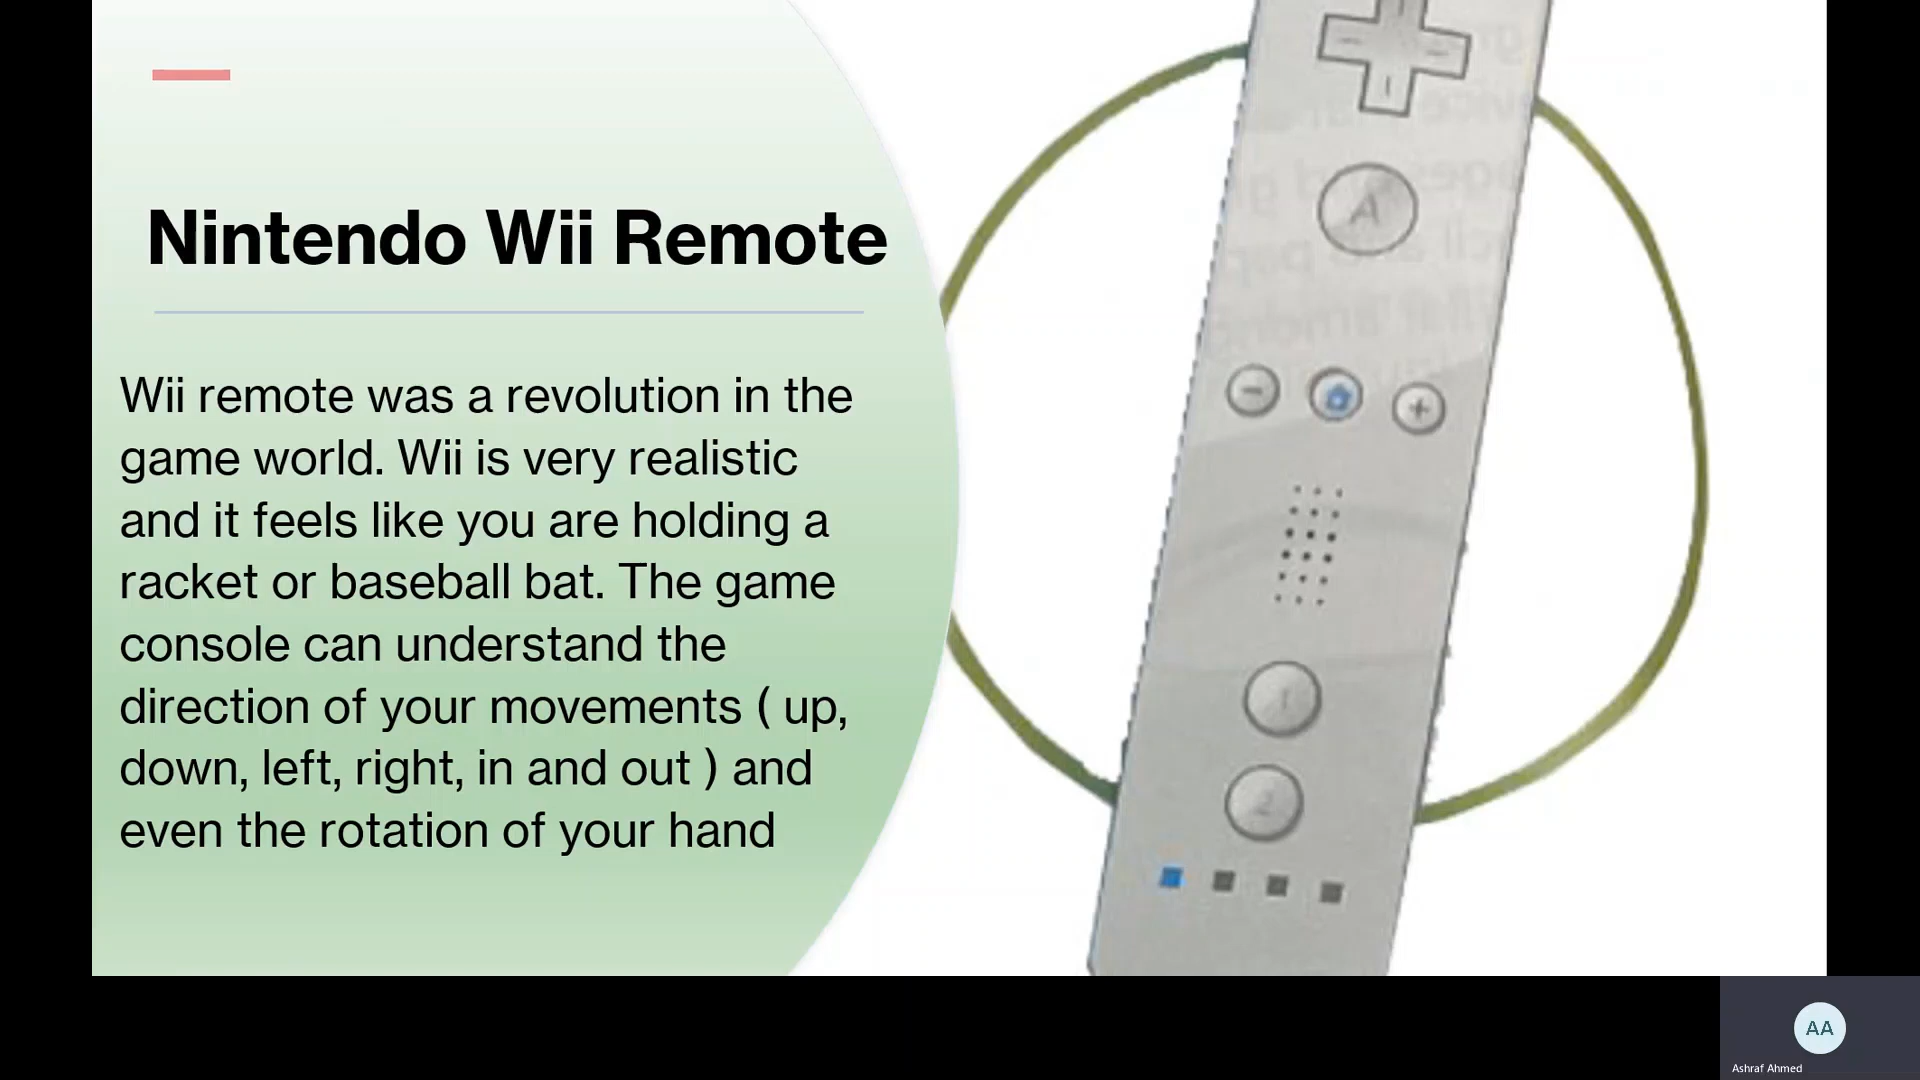 Nintendo Wii Remote
Wii remote was a revolution in the
game world. Wii is very realistic
and it feels like you are holding a
racket or baseball bat. The game
console can understand the
direction of your movements ( up,
down, left, right, in and out ) and
even the rotation of your hand
A
1
2
AA
Ashraf Ahmed